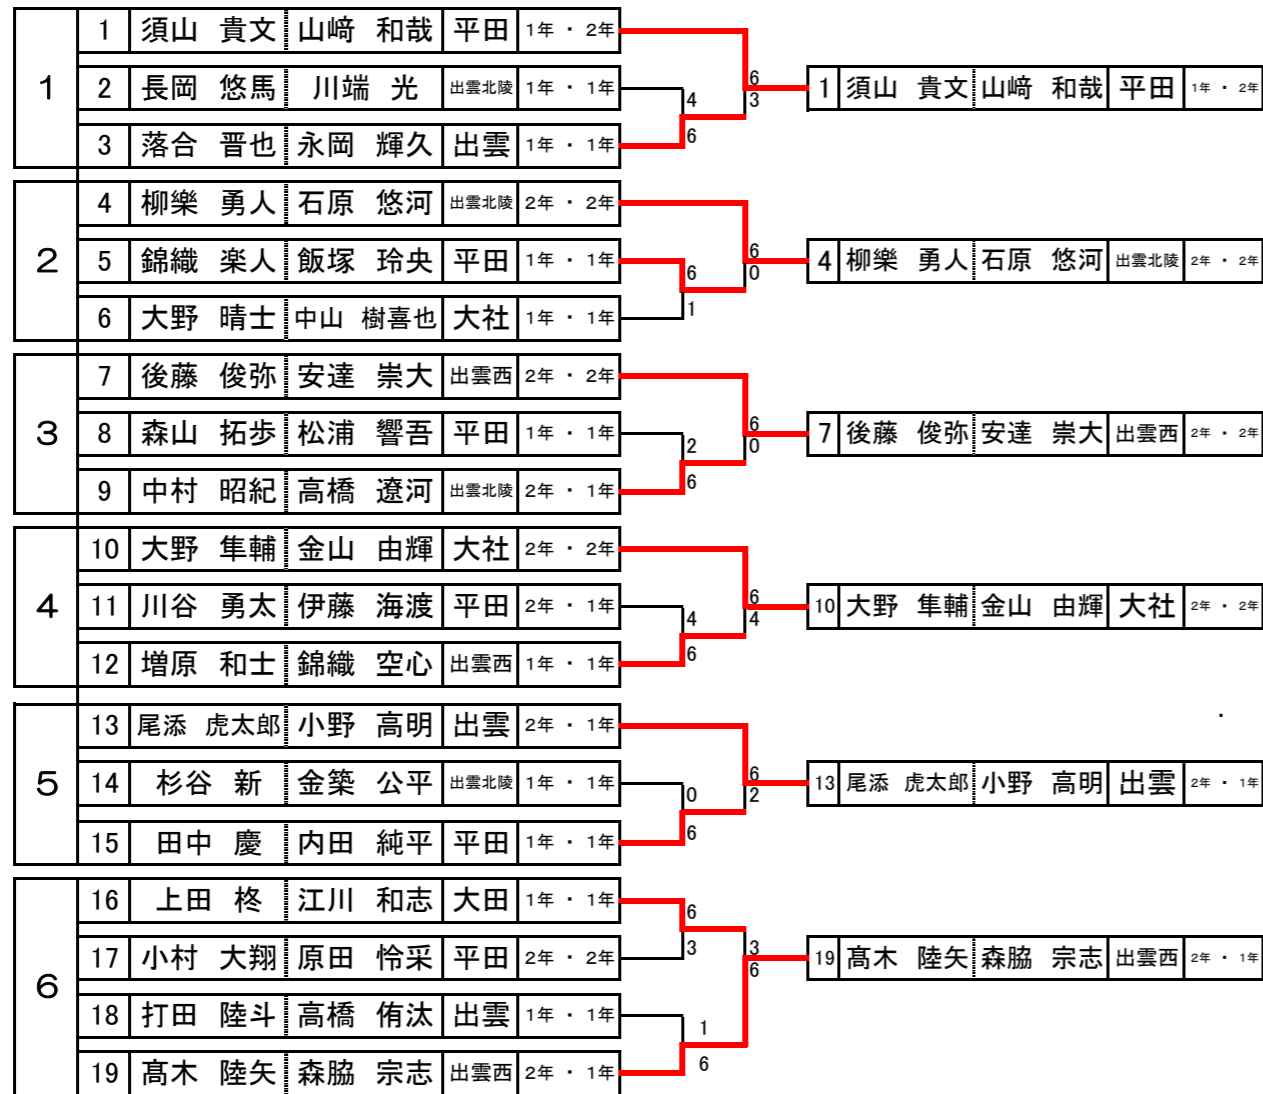 1 須山 貴文 山﨑 和哉 平田 1年 ・ 2年
1
2 長岡 悠馬 川端 光 出雲北陵 1年 ・ 1年
3 落合 晋也 永岡 輝久 出雲 1年 ・ 1年
4
6
6
3
1 須山 貴文 山﨑 和哉 平田 1年 ・ 2年
4 柳樂 勇人 石原 悠河 出雲北陵 2年 ・ 2年
2
5 錦織 楽人 飯塚 玲央 平田 1年 ・ 1年
6 大野 晴士 中山 樹喜也 大社 1年 ・ 1年
6
1
6
0
4 柳樂 勇人 石原 悠河 出雲北陵 2年 ・ 2年
7 後藤 俊弥 安達 崇大 出雲西 2年 ・ 2年
3
8 森山 拓歩 松浦 響吾 平田 1年 ・ 1年
9 中村 昭紀 高橋 遼河 出雲北陵 2年 ・ 1年
2
6
6
0
7 後藤 俊弥 安達 崇大 出雲西 2年 ・ 2年
10 大野 隼輔 金山 由輝 大社 2年 ・ 2年
4
11 川谷 勇太 伊藤 海渡 平田 2年 ・ 1年
12 増原 和士 錦織 空心 出雲西 1年 ・ 1年
4
6
6
4
10 大野 隼輔 金山 由輝 大社 2年 ・ 2年
13 尾添 虎太郎 小野 高明 出雲 2年 ・ 1年
5
14 杉谷 新 金築 公平 出雲北陵 1年 ・ 1年
15 田中 慶 内田 純平 平田 1年 ・ 1年
0
6
6
2
13 尾添 虎太郎 小野 高明 出雲 2年 ・ 1年
16 上田 柊 江川 和志 大田 1年 ・ 1年
17 小村 大翔 原田 怜采 平田 2年 ・ 2年
6
18 打田 陸斗 高橋 侑汰 出雲 1年 ・ 1年
19 髙木 陸矢 森脇 宗志 出雲西 2年 ・ 1年
6
3
1
6
3
6
19 髙木 陸矢 森脇 宗志 出雲西 2年 ・ 1年